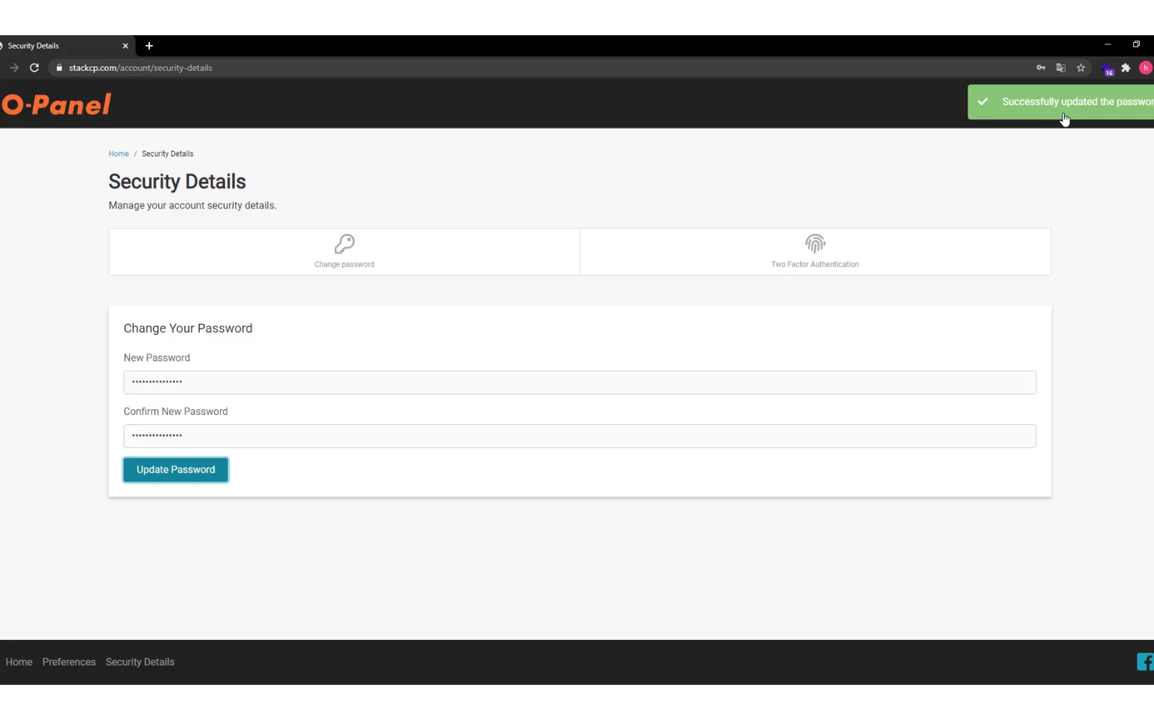 Security Details
stackcp.com/account/security-details
16
h
O-Panel
Successfully updated the
Home / Security Details
Security Details
Manage your account security details.
Change password
Two Factor Authentication
Change Your Password
New Password
•••••••••••••••
Confirm New Password
•••••••••••••••
Update Password
Home Preferences Security Details